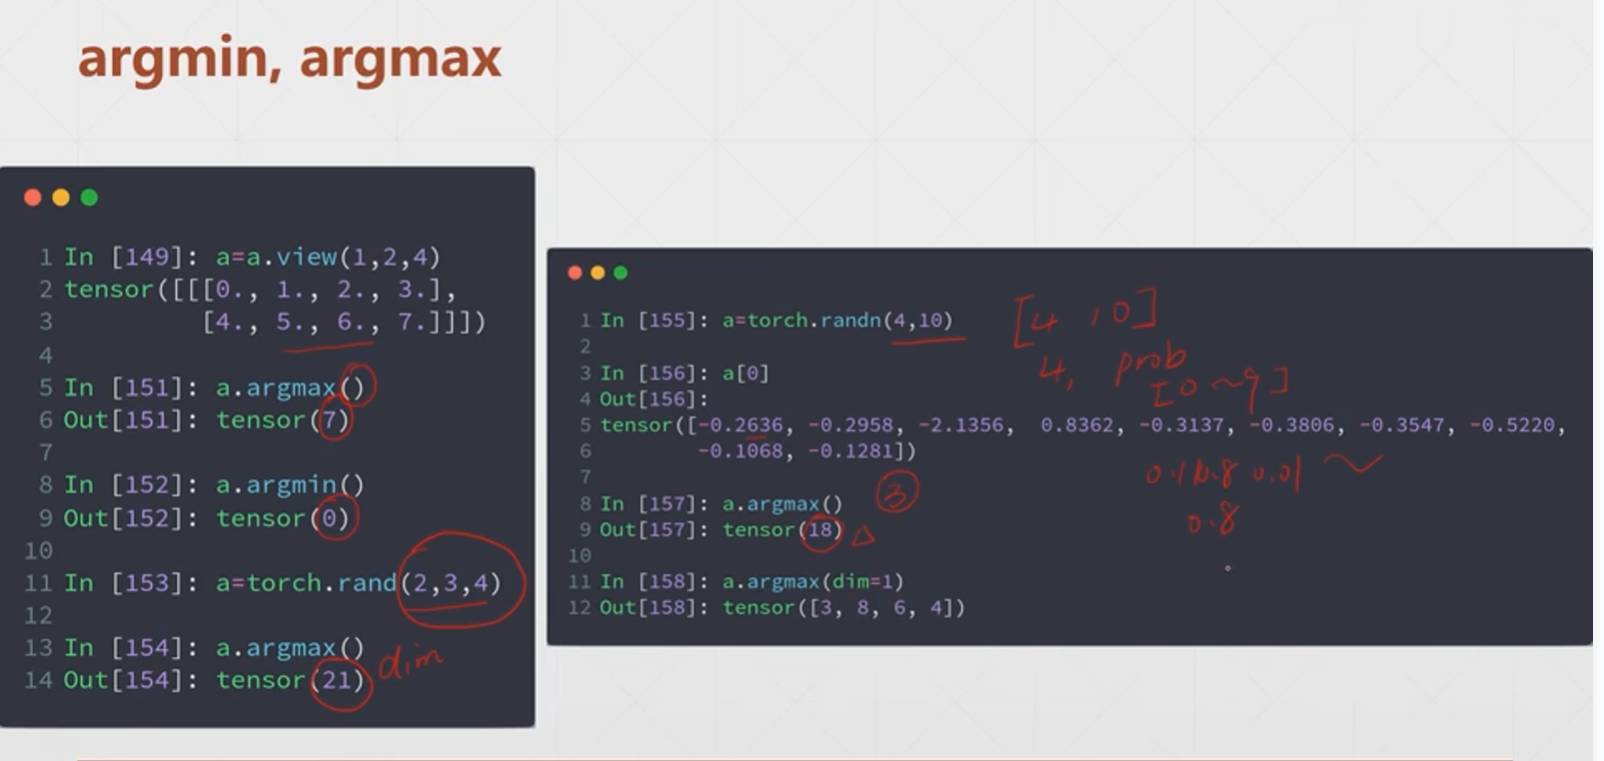 argmin, argmax
1 In [149]: a=a.view(1,2,4)
2 tensor([[[0., 1., 2., 3.],
3 [4., 5., 6., 7.]]])
4
5 In [151]: a.argmax()
6 Out[151]: tensor(7)
7
8 In [152]: a.argmin()
9 Out[152]: tensor(0)
10
11 In [153]: a=torch.rand(2,3,4)
12
13 In [154]: a.argmax()
14 Out[154]: tensor(21)
dim
1 In [155]: a=torch.randn(4,10)
[4 10]
2
3 In [156]: a[0]
4, prob
4 Out[156]:
[0~9]
5 tensor([-0.2636, -0.2958, -2.1356, 0.8362, -0.3137, -0.3806, -0.3547, -0.5220,
6 -0.1068, -0.1281])
7
0.1 0.8 0.01
8 In [157]: a.argmax()
3
9 Out[157]: tensor(18)
0.8
10
11 In [158]: a.argmax(dim=1)
12 Out[158]: tensor([3, 8, 6, 4])